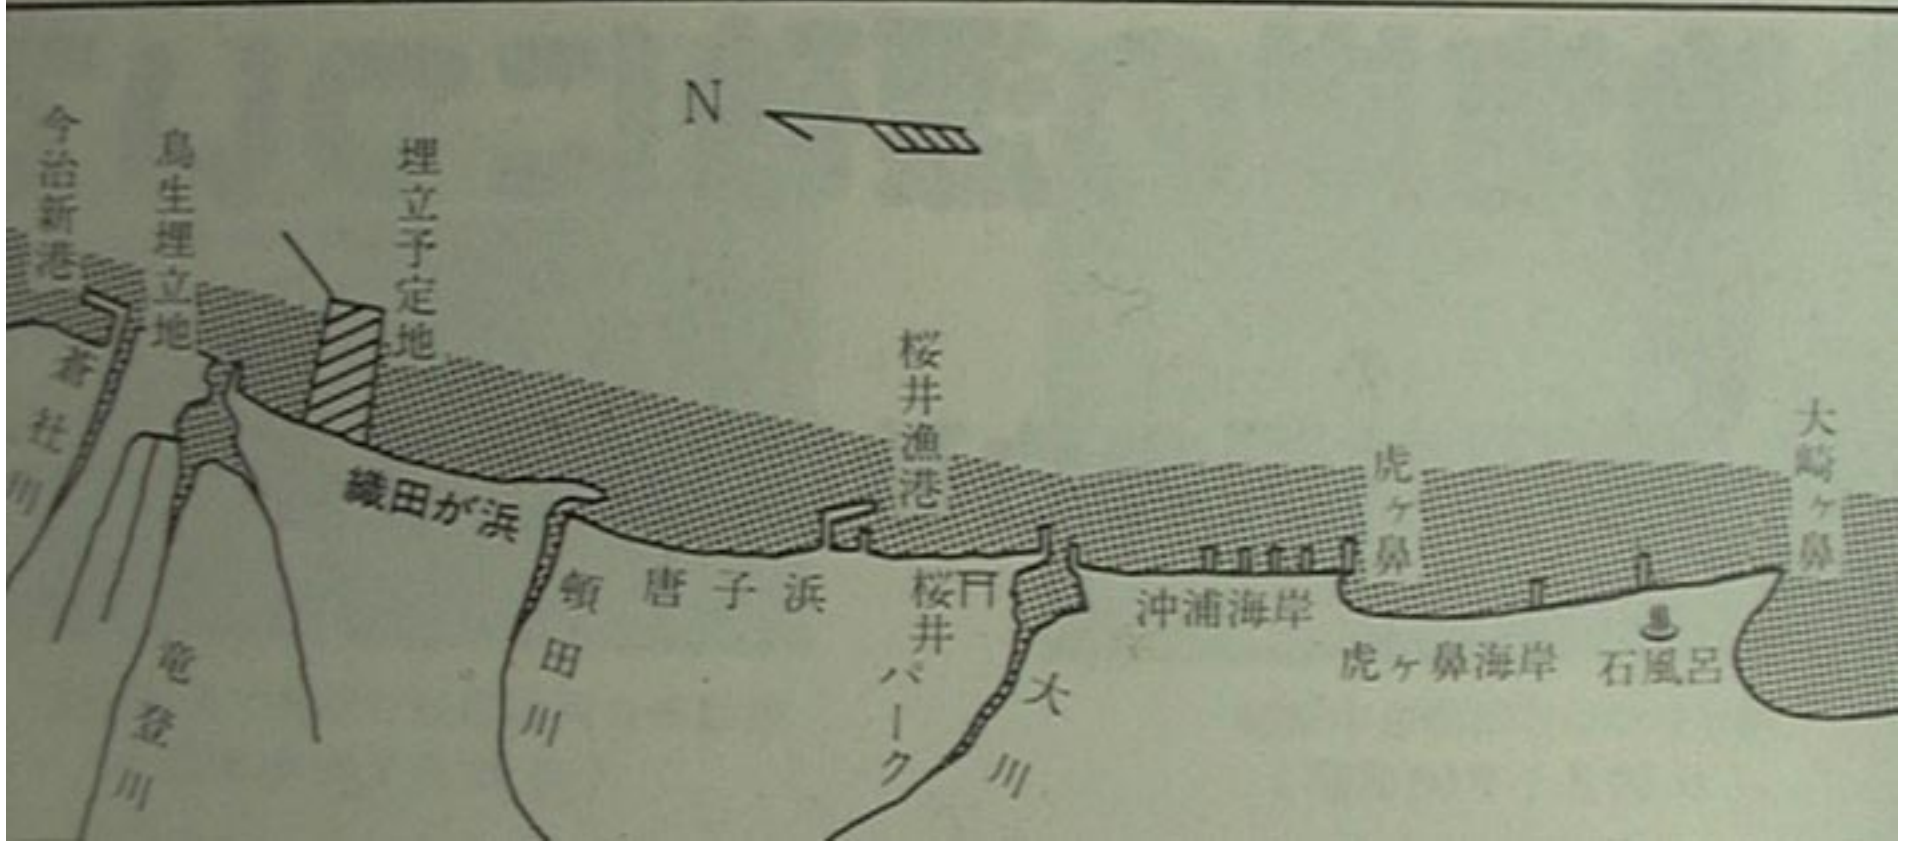 N
今治新港
鳥生埋立地
埋立予定地
蒼社川
織田が浜
桜井漁港
虎ヶ鼻
大崎ヶ鼻
竜登川
頓田川
唐子浜
桜井パーク
大川
沖浦海岸
虎ヶ鼻海岸
石風呂